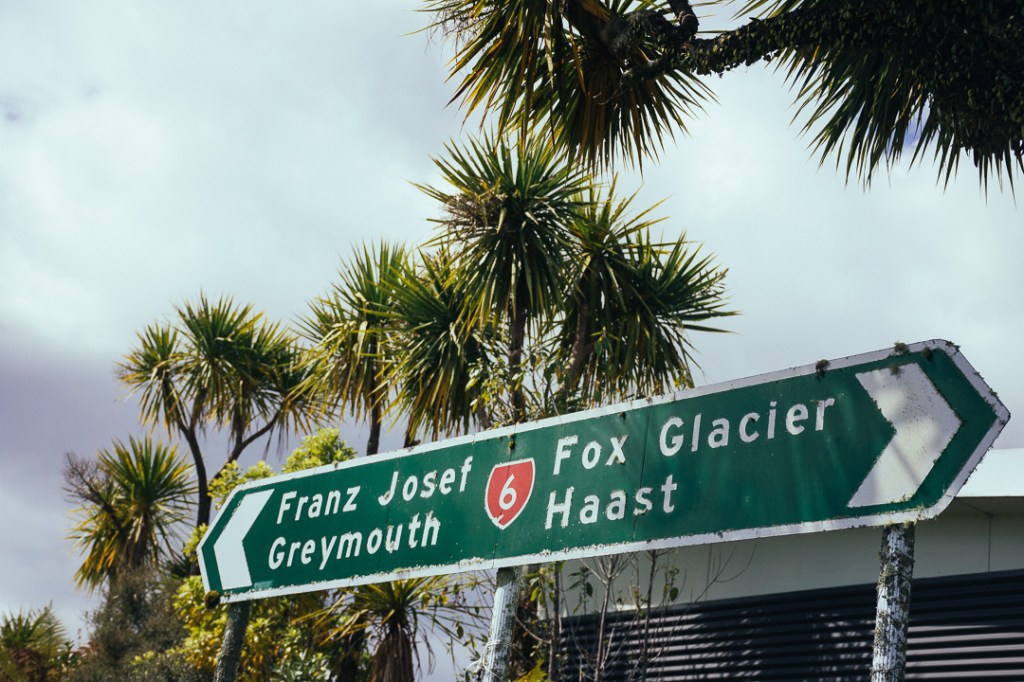 Franz Josef
Greymouth
6
Fox Glacier
Haast